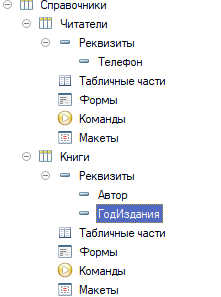 Справочники
Читатели
Реквизиты
Телефон
Табличные части
Формы
Команды
Макеты
Книги
Реквизиты
Автор
ГодИздания
Табличные части
Формы
Команды
Макеты